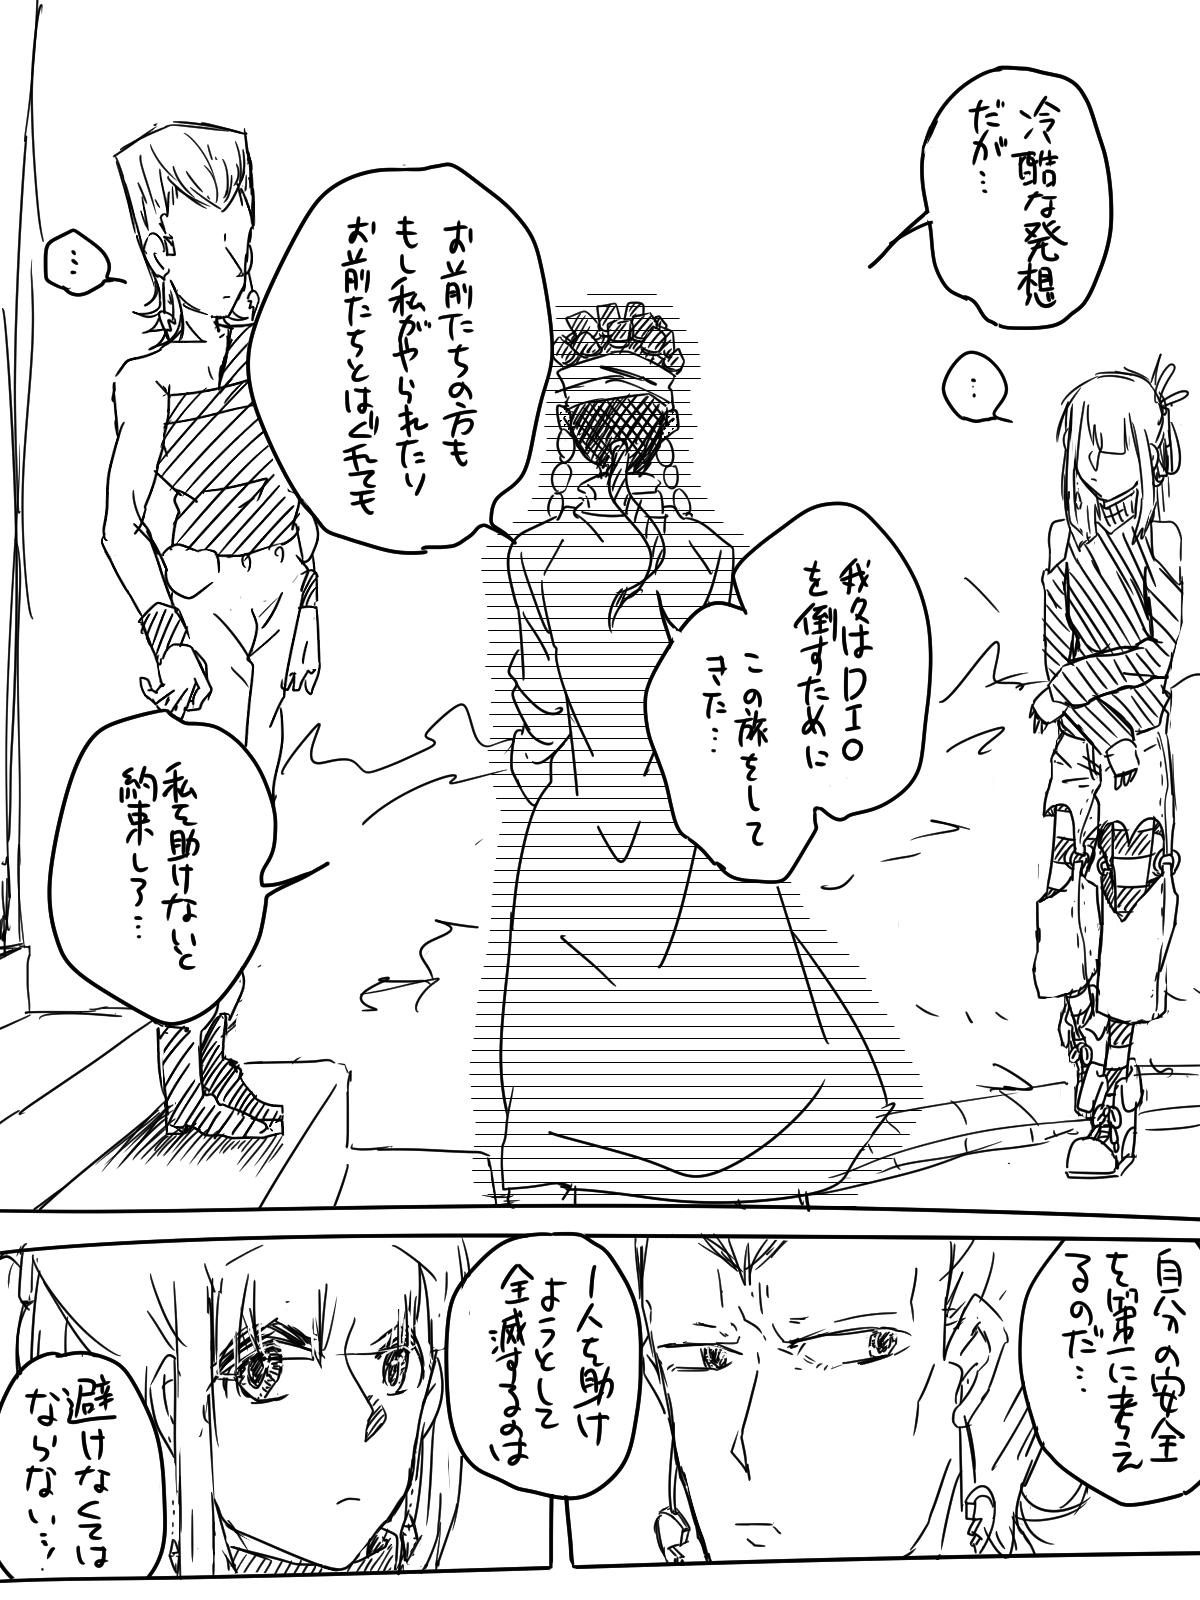 冷酷な発想
だが…
…
我々はDIO
を倒すために
この旅をして
きた…
お前たちの方も
もし私がやられたり
お前たちとはぐれても
…
私を助けないと
約束しろ…
自分の安全
を第一に考え
るのだ…
一人を助け
ようとして
全滅するのは
避けなくては
ならない…